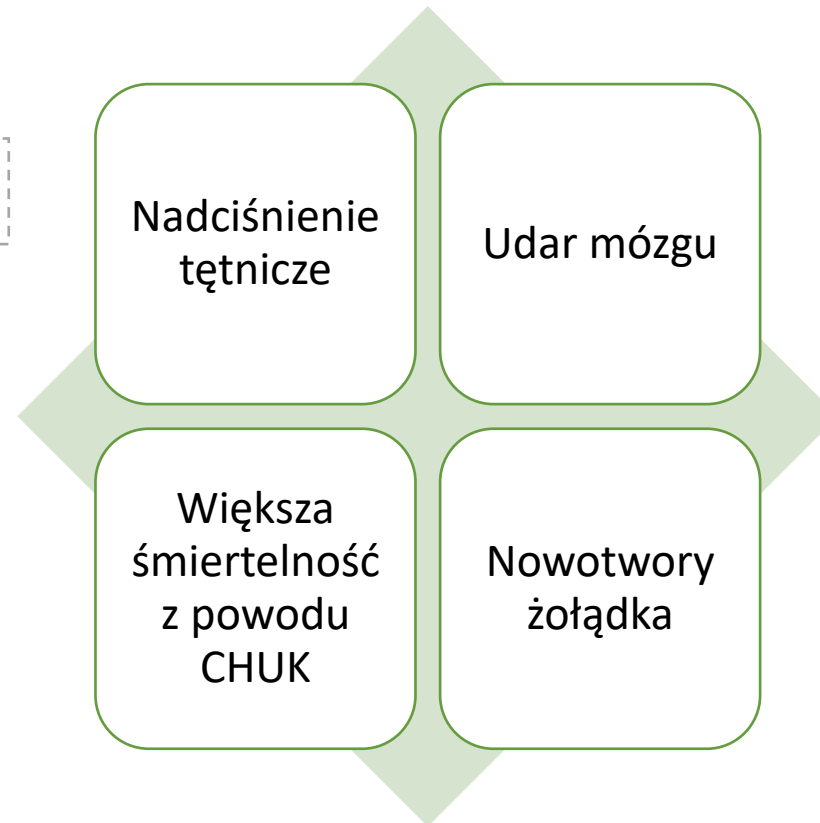 Nadciśnienie
tętnicze
Udar mózgu
Większa
śmiertelność
z powodu
CHUK
Nowotwory
żołądka